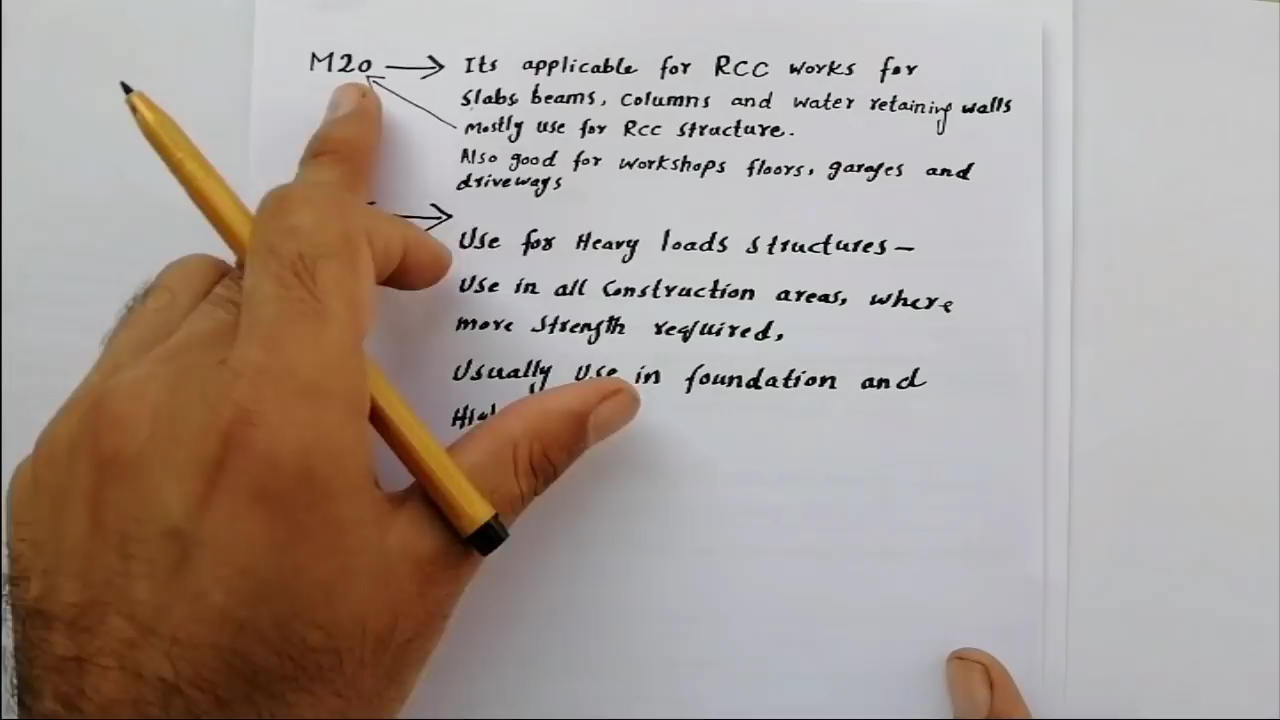 M20 → Its applicable for RCC works for
slabs beams, columns and water retaining walls
Mostly use for Rcc structure.
Also good for workshops floors, garages and
driveways
→
Use for Heavy loads structures –
Use in all Construction areas, where
more strength required,
Usually Use in foundation and